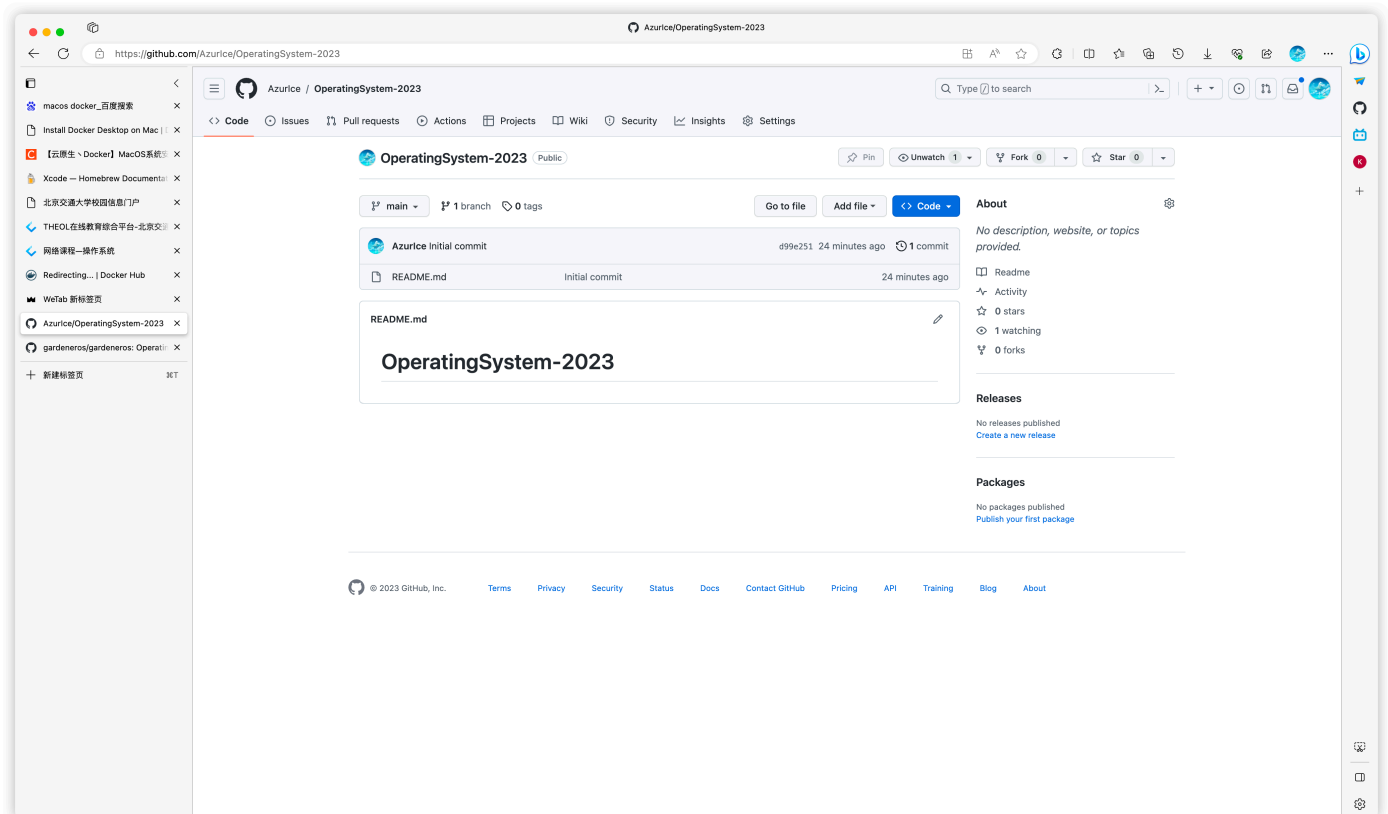 AzurIce/OperatingSystem-2023
https://github.com/AzurIce/OperatingSystem-2023
macos docker_百度搜索
Install Docker Desktop on Mac |
【云原生丶Docker】MacOS系统
Xcode — Homebrew Documentat
北京交通大学校园信息门户
THEOL在线教育综合平台-北京交
网络课程—操作系统
Redirecting... | Docker Hub
WeTab 新标签页
AzurIce/OperatingSystem-2023
gardeneros/gardeneros: Operatin
新建标签页 ⌘T
AzurIce / OperatingSystem-2023
Type / to search
Code Issues Pull requests Actions Projects Wiki Security Insights Settings
OperatingSystem-2023 Public
Pin Unwatch 1 Fork 0 Star 0
main 1 branch 0 tags Go to file Add file Code
AzurIce Initial commit d99e251 24 minutes ago 1 commit
README.md Initial commit 24 minutes ago
README.md
OperatingSystem-2023
About
No description, website, or topics
provided.
Readme
Activity
0 stars
1 watching
0 forks
Releases
No releases published
Create a new release
Packages
No packages published
Publish your first package
© 2023 GitHub, Inc. Terms Privacy Security Status Docs Contact GitHub Pricing API Training Blog About